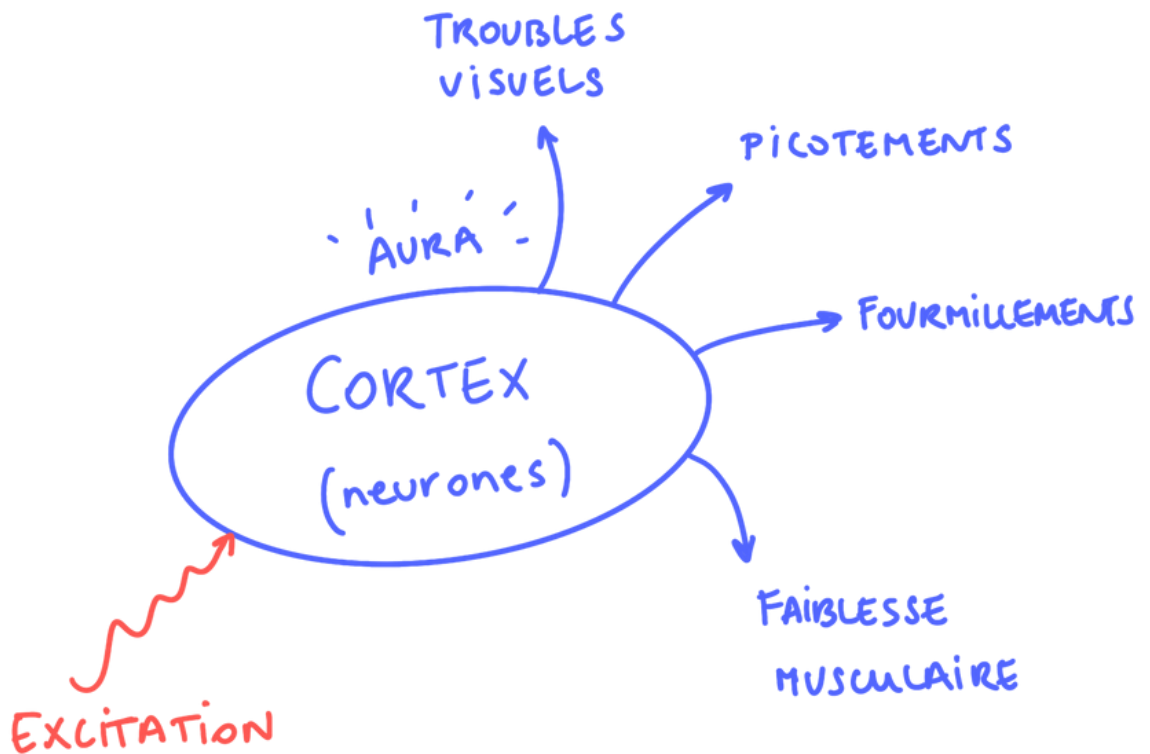 TROUBLES
VISUELS
PICOTEMENTS
AURA
FOURMILLEMENTS
CORTEX
(neurones)
FAIBLESSE
MUSCULAIRE
EXCITATION